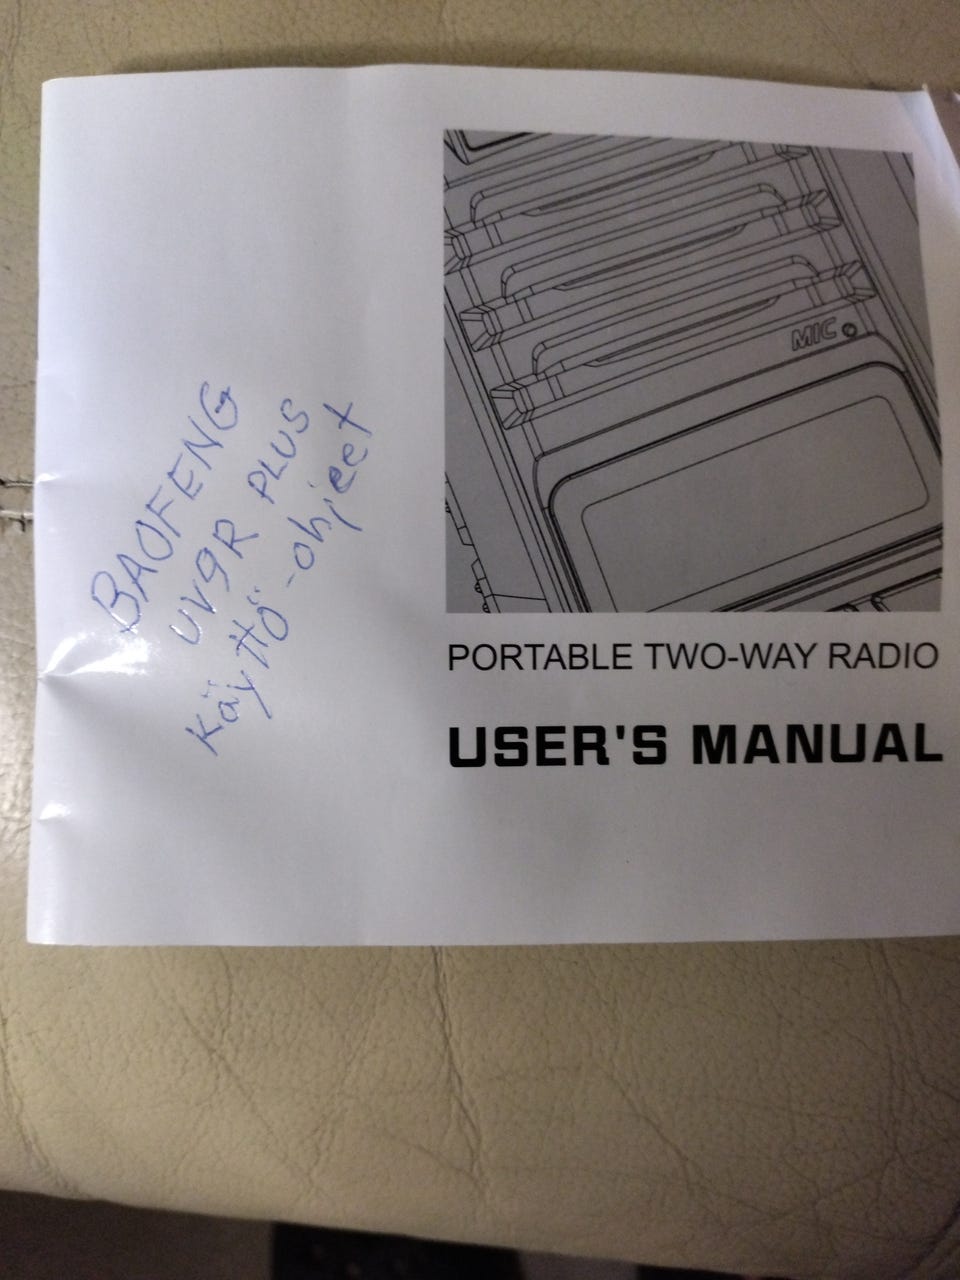 BAOFENG
UV9R PLUS
Käyttö-ohjeet
MIC
PORTABLE TWO-WAY RADIO
USER'S MANUAL